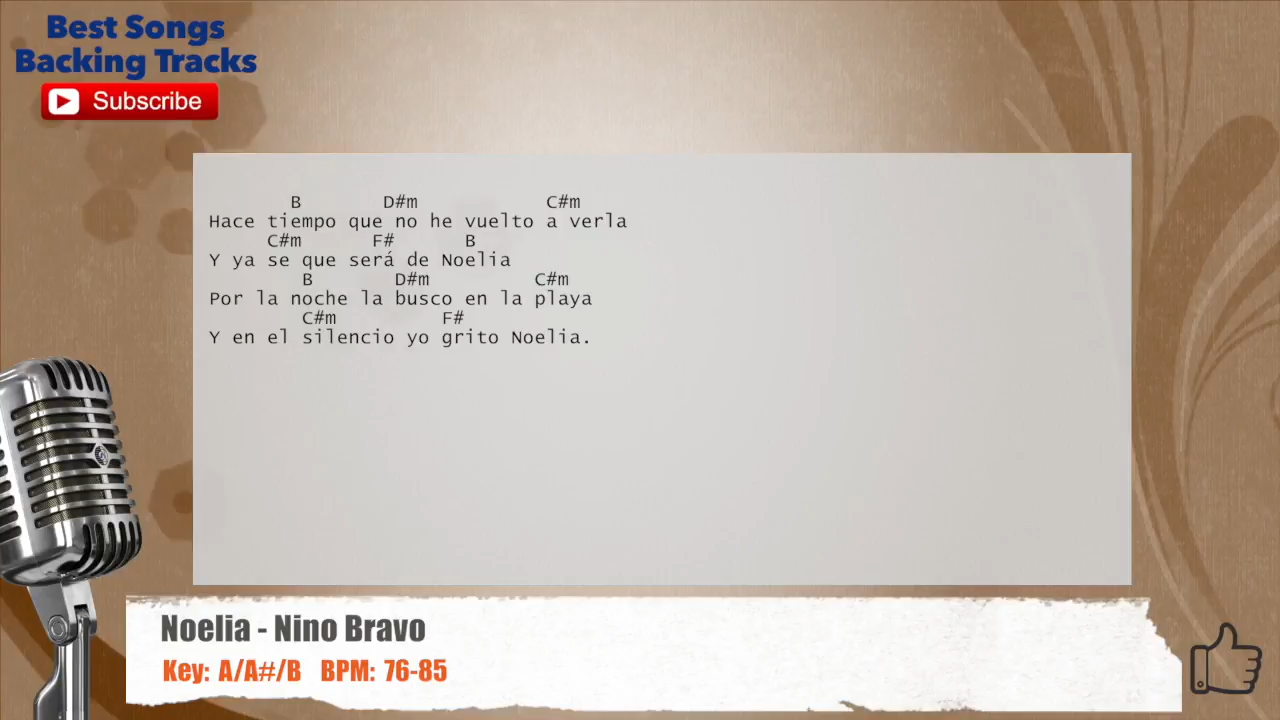 Best Songs
Backing Tracks
Subscribe
B D#m C#m
Hace tiempo que no he vuelto a verla
C#m F# B
Y ya se que será de Noelia
B D#m C#m
Por la noche la busco en la playa
C#m F#
Y en el silencio yo grito Noelia.
Noelia - Nino Bravo
Key: A/A#/B BPM: 76-85